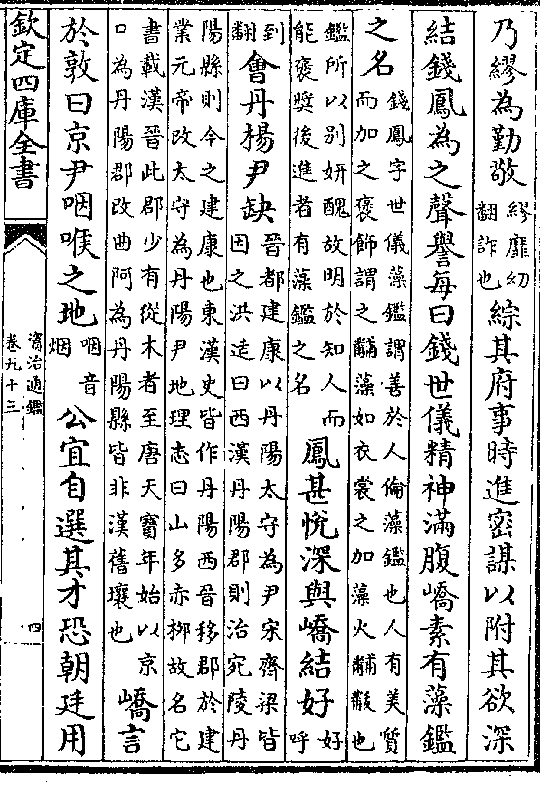 乃繆為勤敬繆靡幼翻詐也綜其府事時進密謀以附其欲深
結錢鳳為之聲譽每曰錢世儀精神滿腹嶠素有藻鑑
之名錢鳳字世儀藻鑑謂善於人倫藻鑑也人有美質而加之褒飾謂之黼藻如衣裳之加藻火黼黻也
鑑所以別妍醜故明於知人而能褒獎後進者有藻鑑之名鳳甚悅深與嶠結好好呼
到翻會丹揚尹缺晉都建康以丹陽太守為尹宋齊梁皆因之洪适曰西漢丹陽郡則治宛陵丹
陽縣則今之建康也東漢史皆作丹陽西晉移郡於建業元帝改太守為丹陽尹地理志曰山多赤柳故名它
書載漢晉此郡少有從木者至唐天寶年始以京口為丹陽郡改曲阿為丹陽縣皆非漢舊壤也嶠言
於敦曰京尹咽喉之地咽音烟公宜自選其才恐朝廷用
欽定四庫全書
資治通鑑
卷九十三
四